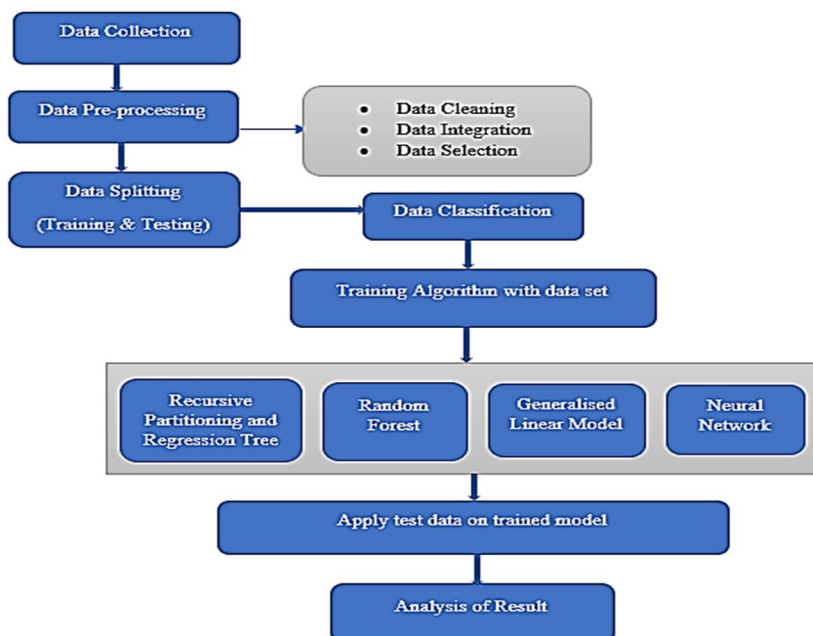 Data Collection
Data Pre-processing
• Data Cleaning
• Data Integration
• Data Selection
Data Splitting
(Training & Testing)
Data Classification
Training Algorithm with data set
Recursive
Partitioning and
Regression Tree
Random
Forest
Generalised
Linear Model
Neural
Network
Apply test data on trained model
Analysis of Result